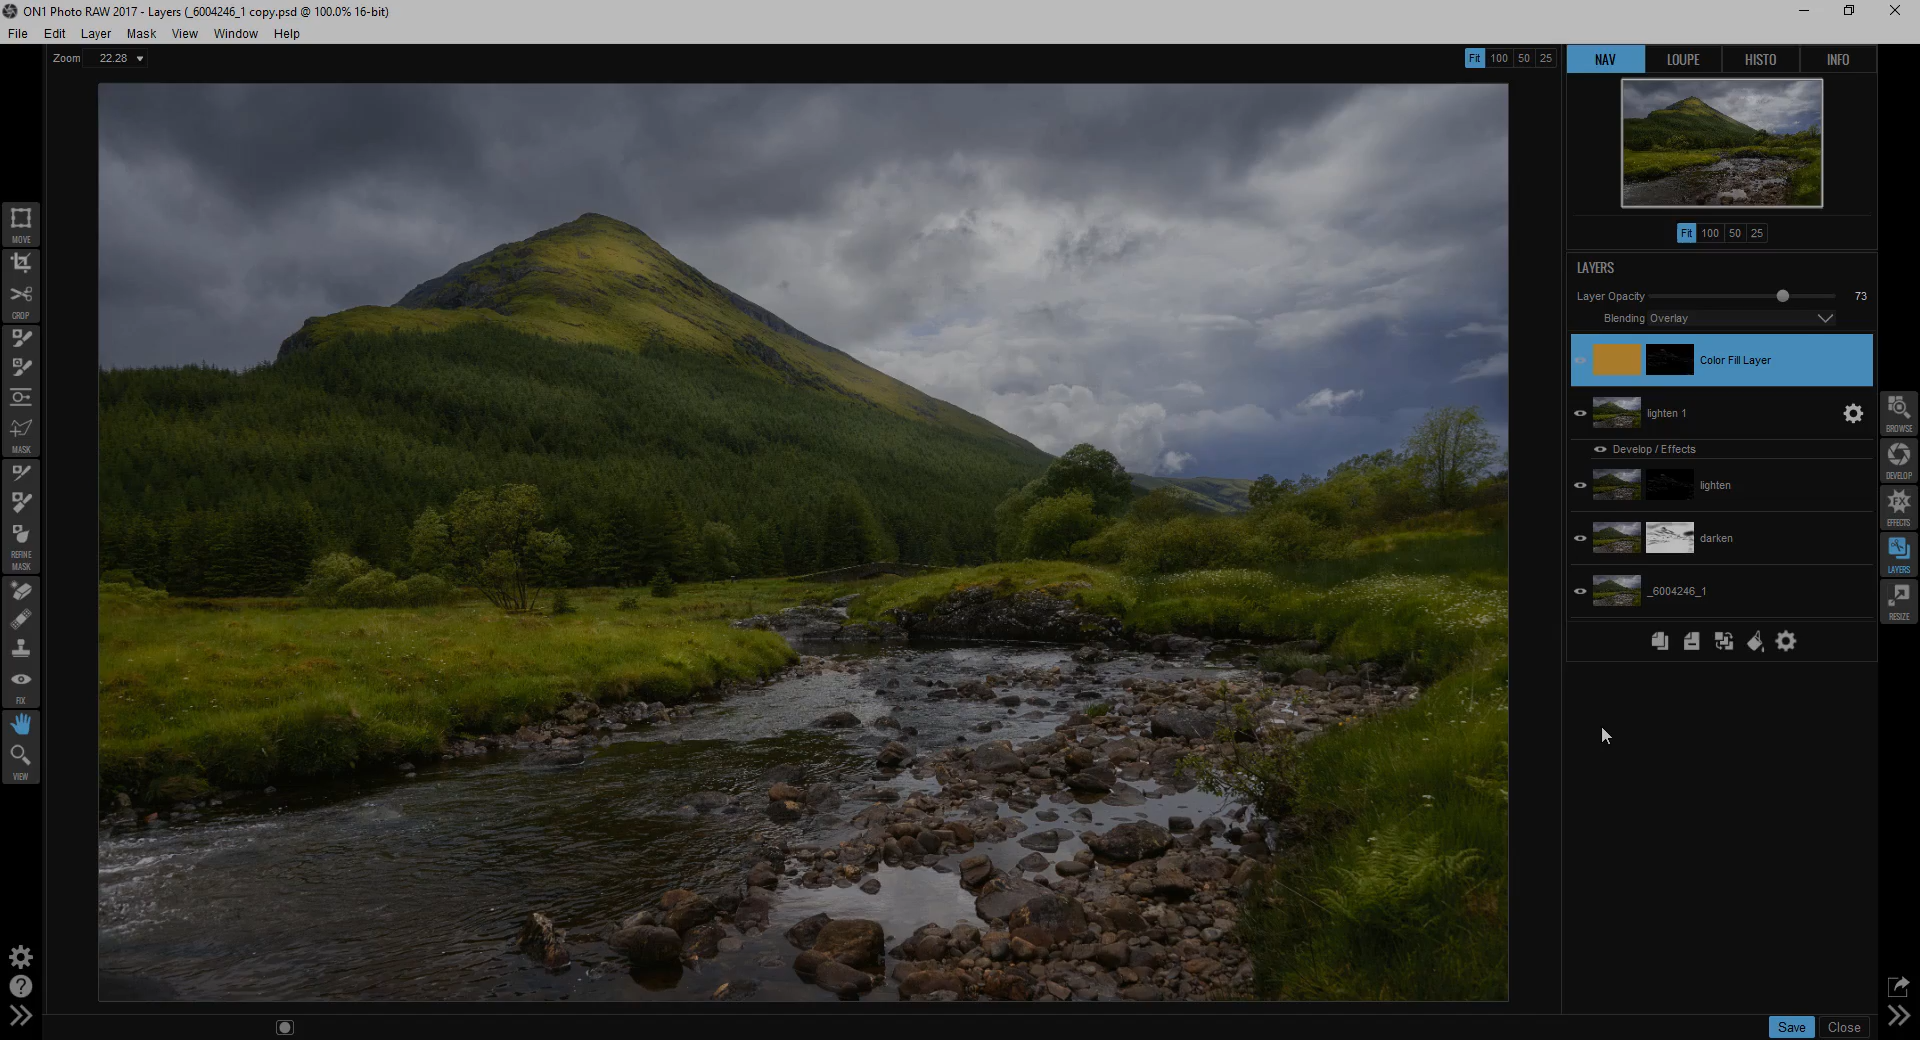 ON1 Photo RAW 2017 - Layers (_6004246_1 copy.psd @ 100.0% 16-bit)
File Edit Layer Mask View Window Help
Zoom 22.28
Fit 100 50 25
NAV LOUPE HISTO INFO
Fit 100 50 25
MOVE
CROP
MASK
REFINE
MASK
FIX
VIEW
LAYERS
Layer Opacity 73
Blending Overlay
Color Fill Layer
lighten 1
Develop / Effects
lighten
darken
_6004246_1
BROWSE
DEVELOP
FX
EFFECTS
LAYERS
RESIZE
?
Save Close